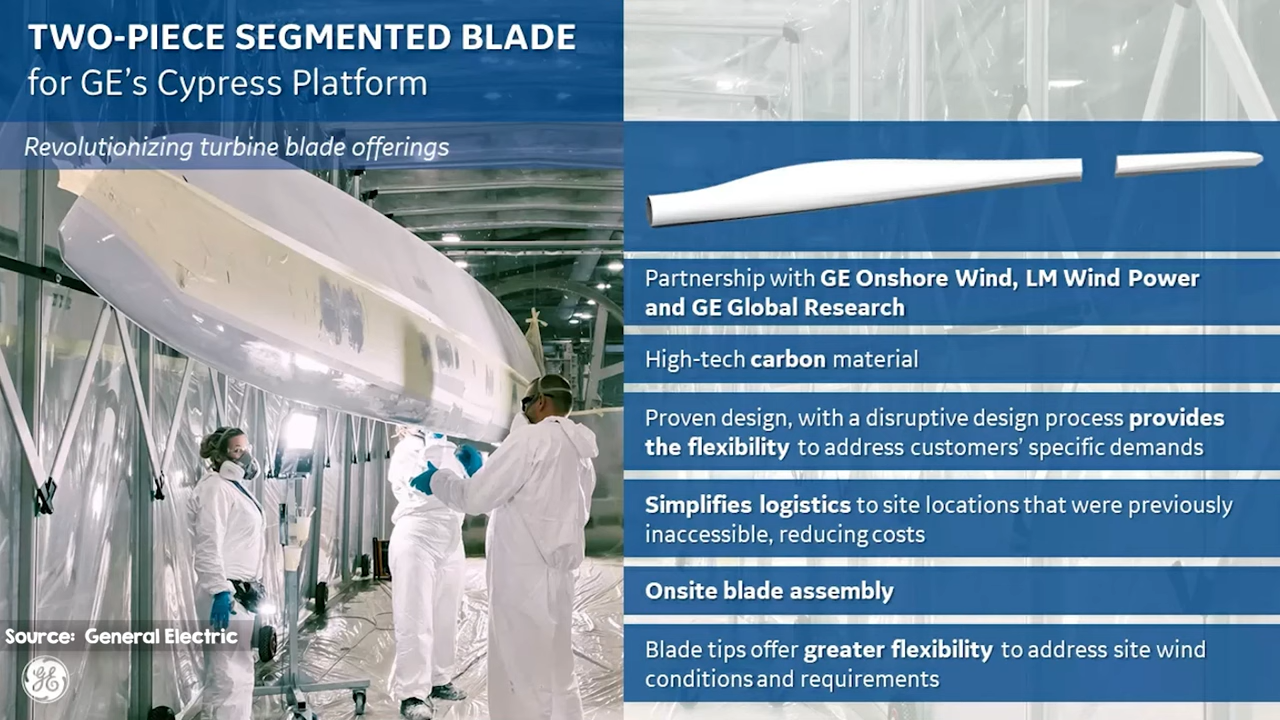 TWO-PIECE SEGMENTED BLADE
for GE's Cypress Platform
Revolutionizing turbine blade offerings
Partnership with GE Onshore Wind, LM Wind Power
and GE Global Research
High-tech carbon material
Proven design, with a disruptive design process provides
the flexibility to address customers' specific demands
Simplifies logistics to site locations that were previously
inaccessible, reducing costs
Onsite blade assembly
Blade tips offer greater flexibility to address site wind
conditions and requirements
Source: General Electric
GE